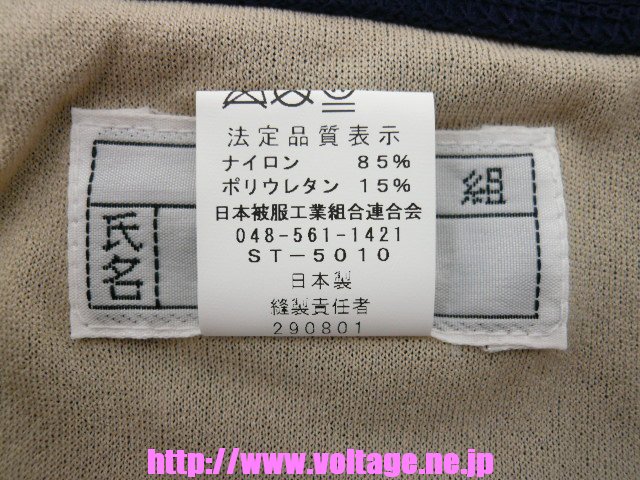 組
氏名
法定品質表示
ナイロン 85%
ポリウレタン 15%
日本被服工業組合連合会
048-561-1421
ST-5010
日本製
縫製責任者
290801
http://www.voltage.ne.jp